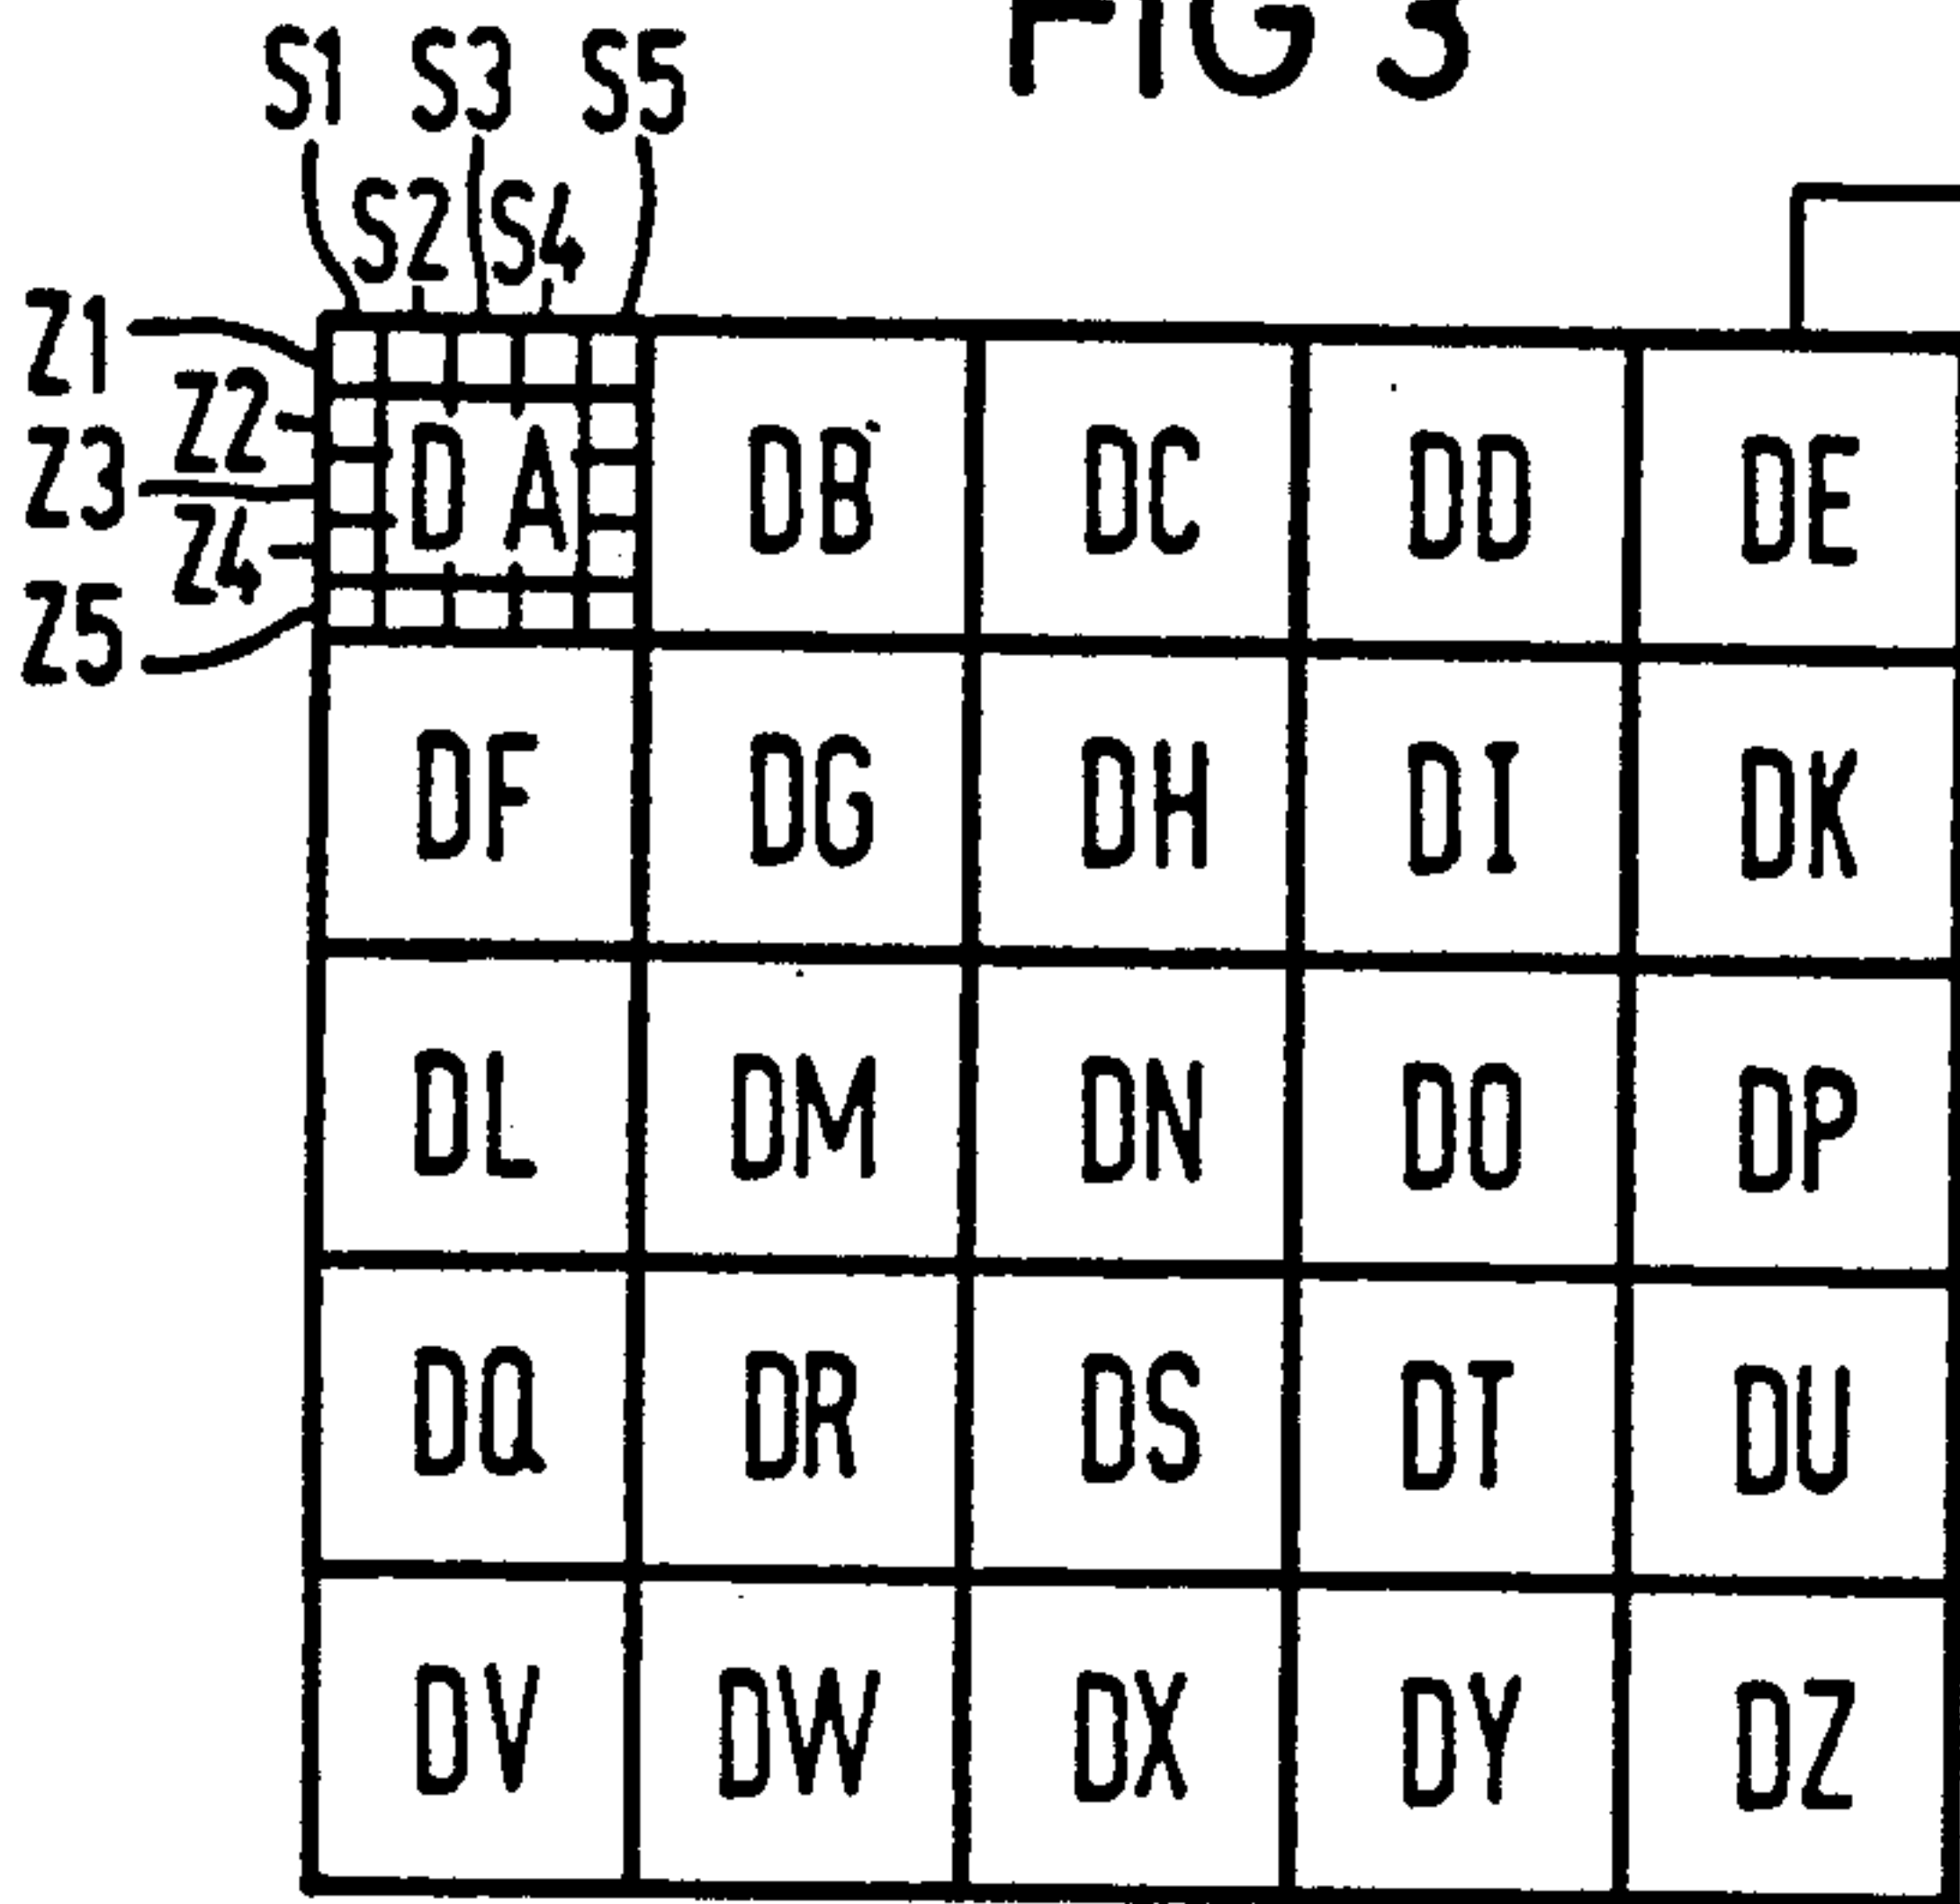 FIG 3
S1 S3 S5
S2 S4
Z1
Z2
Z3
Z4
Z5
DA DB DC DD DE
DF DG DH DI DK
DL DM DN DO DP
DQ DR DS DT DU
DV DW DX DY DZ